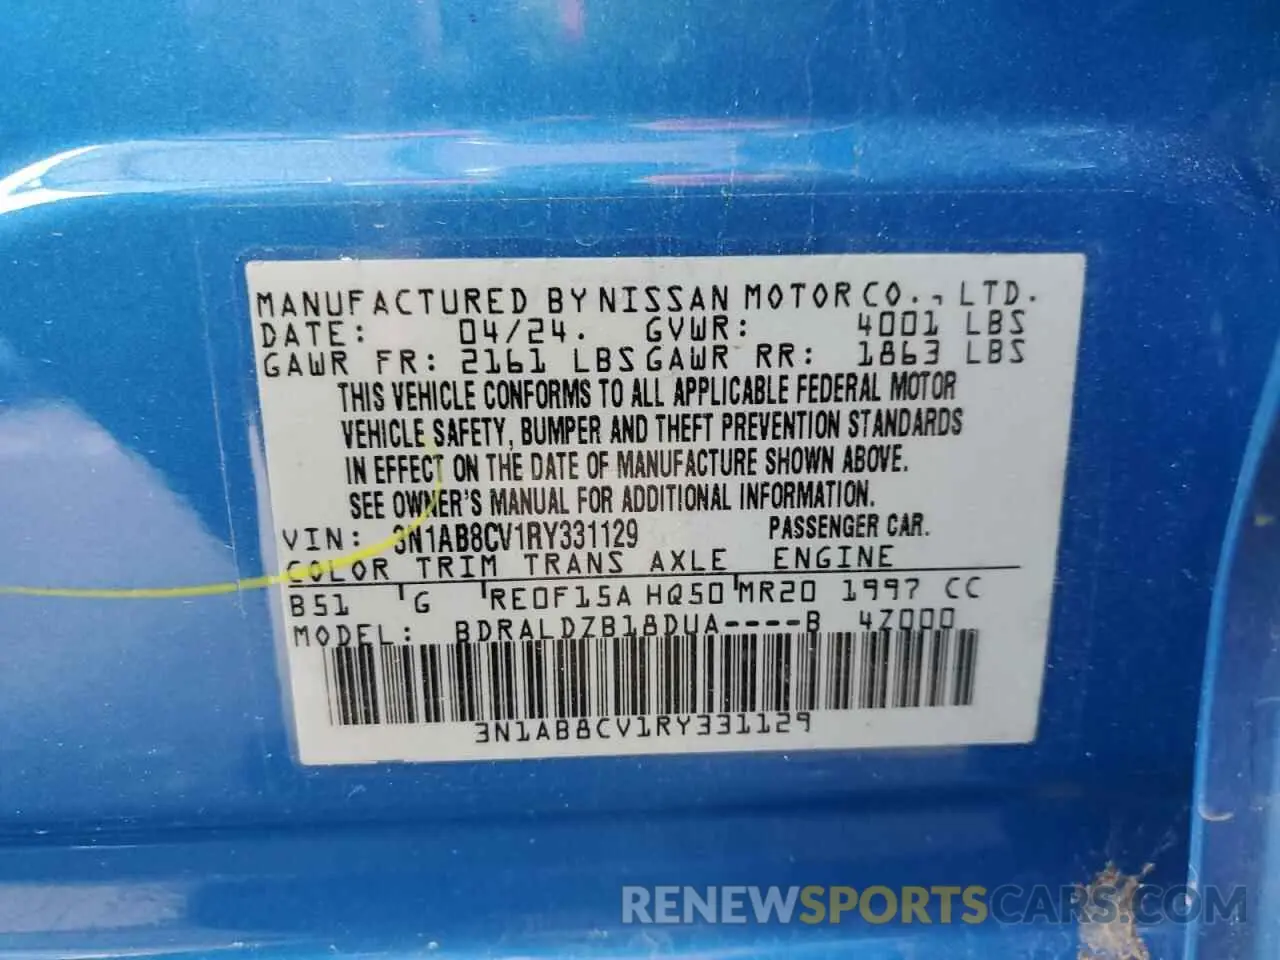 MANUFACTURED BY NISSAN MOTOR CO., LTD.
DATE: 04/24. GVWR: 4001 LBS
GAWR FR: 2161 LBS GAWR RR: 1863 LBS
THIS VEHICLE CONFORMS TO ALL APPLICABLE FEDERAL MOTOR
VEHICLE SAFETY, BUMPER AND THEFT PREVENTION STANDARDS
IN EFFECT ON THE DATE OF MANUFACTURE SHOWN ABOVE.
SEE OWNER'S MANUAL FOR ADDITIONAL INFORMATION.
VIN: 3N1AB8CV1RY331129 PASSENGER CAR.
COLOR TRIM TRANS AXLE ENGINE
B51 G RE0F15A HQ50 MR20 1997 CC
MODEL: BDRALDZB18DUA----B 4Z000
3N1AB8CV1RY331129
RENEWSPORTSCARS.COM